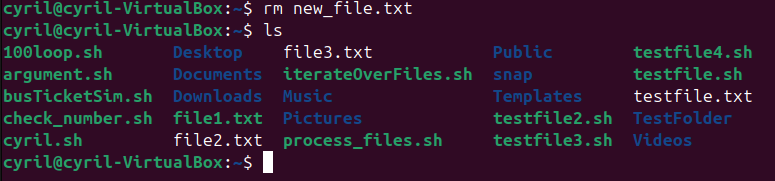 cyril@cyril-VirtualBox:~$ rm new_file.txt
cyril@cyril-VirtualBox:~$ ls
100loop.sh Desktop file3.txt Public testfile4.sh
argument.sh Documents iterateOverFiles.sh snap testfile.sh
busTicketSim.sh Downloads Music Templates testfile.txt
check_number.sh file1.txt Pictures testfile2.sh TestFolder
cyril.sh file2.txt process_files.sh testfile3.sh Videos
cyril@cyril-VirtualBox:~$